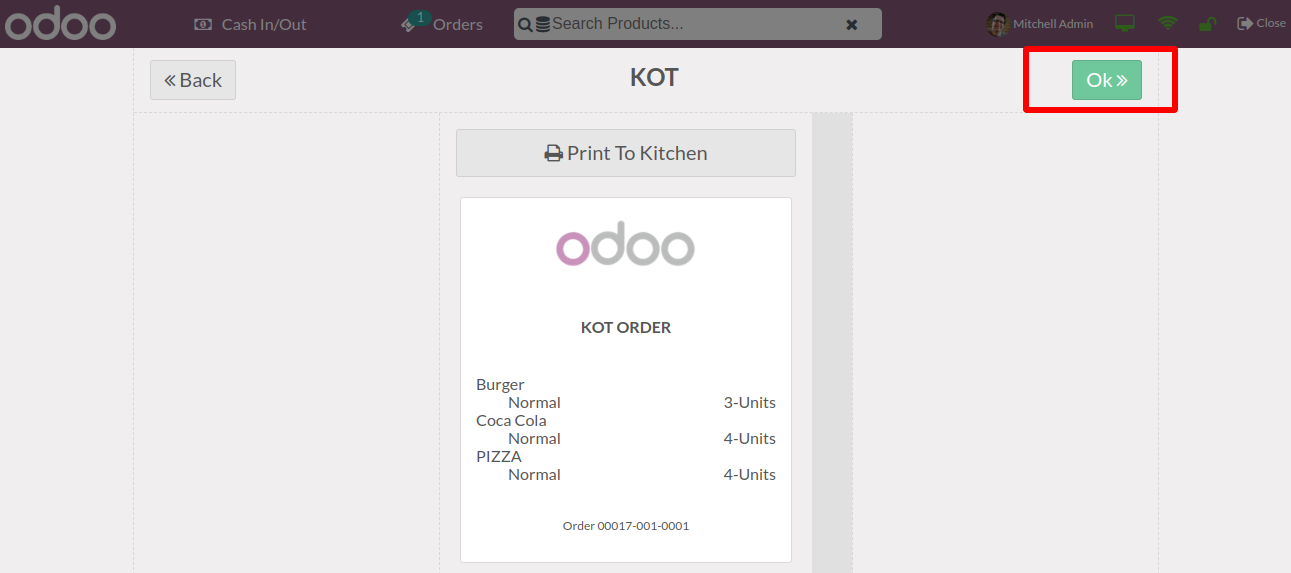 odoo Cash In/Out 1 Orders Search Products... Mitchell Admin Close
Back KOT Ok
Print To Kitchen
odoo
KOT ORDER
Burger
Normal 3-Units
Coca Cola
Normal 4-Units
PIZZA
Normal 4-Units
Order 00017-001-0001